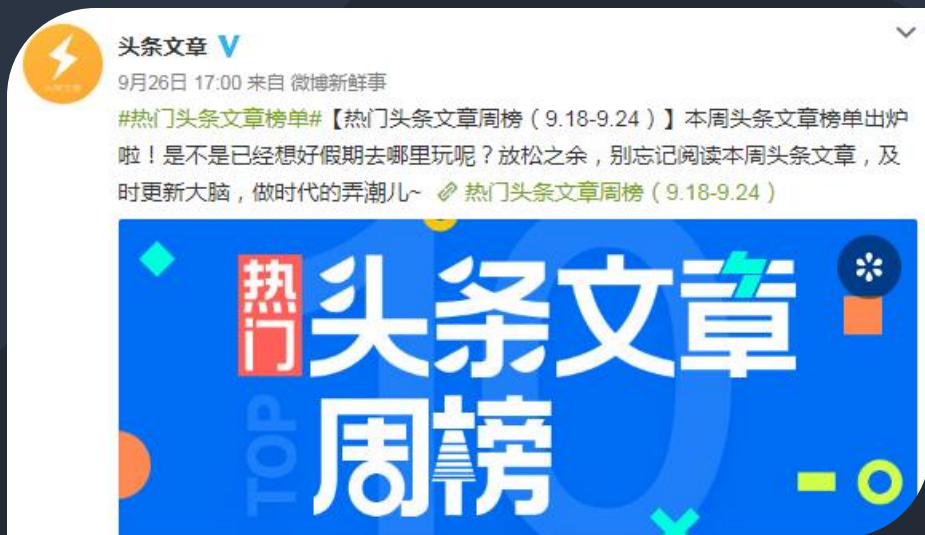 头条文章
9月26日 17:00 来自 微博新鲜事
#热门头条文章榜单#【热门头条文章周榜（9.18-9.24）】本周头条文章榜单出炉
啦！是不是已经想好假期去哪里玩呢？放松之余，别忘记阅读本周头条文章，及
时更新大脑，做时代的弄潮儿~ 热门头条文章周榜（9.18-9.24）
热门
头条文章
周榜
TOP
10